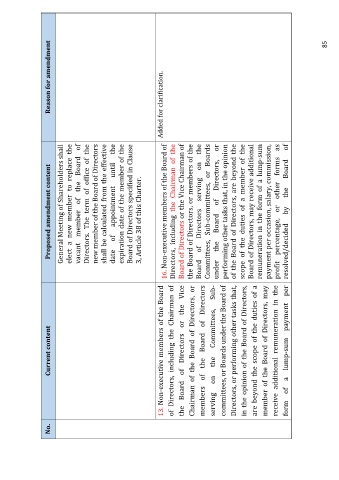 No.
Current content
Proposed amendment content
Reason for amendment
General Meeting of Shareholders shall
elect a new member to replace the
vacant member of the Board of
Directors. The term of office of the
new member of the Board of Directors
shall be calculated from the effective
date of appointment until the
expiration date of the member of the
Board of Directors specified in Clause
3, Article 38 of this Charter.
13. Non-executive members of the Board
of Directors, including the Chairman of
the Board of Directors or the Vice
Chairman of the Board of Directors, or
members of the Board of Directors
serving on the Committees, Sub-
committees, or Boards under the Board of
Directors, or performing other tasks that,
in the opinion of the Board of Directors,
are beyond the scope of the duties of a
member of the Board of Directors, may
receive additional remuneration in the
form of a lump-sum payment per
16. Non-executive members of the Board of
Directors, including the Chairman of the
Board of Directors or the Vice Chairman of
the Board of Directors, or members of the
Board of Directors serving on the
Committees, Sub-committees, or Boards
under the Board of Directors, or
performing other tasks that, in the opinion
of the Board of Directors, are beyond the
scope of the duties of a member of the
Board of Directors, may receive additional
remuneration in the form of a lump-sum
payment per occasion, salary, commission,
profit percentage, or other forms as
resolved/decided by the Board of
Added for clarification.
85